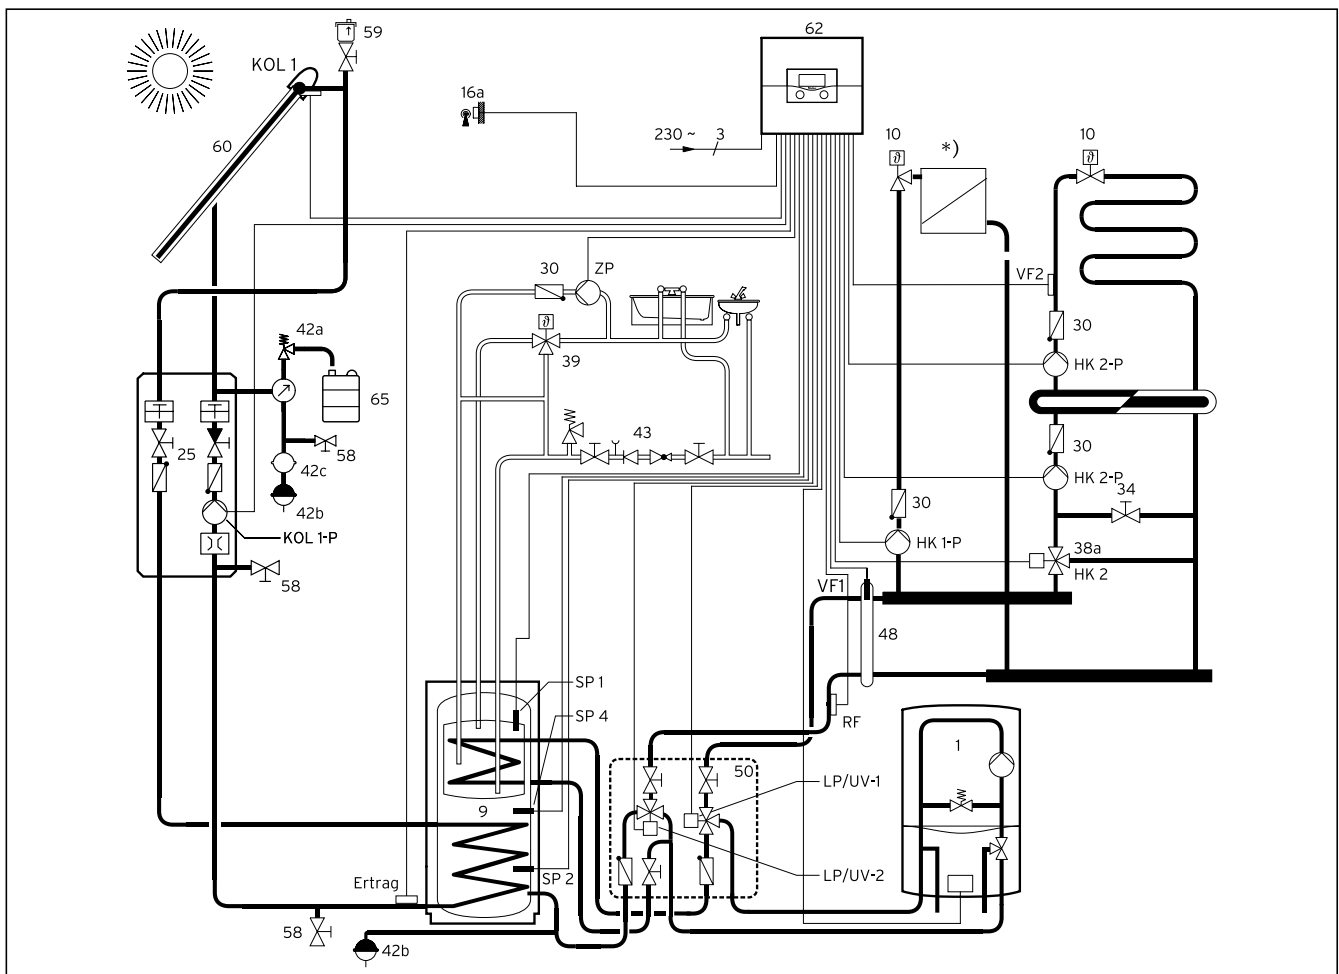 59
62
KOL 1
16a
60
230 ~ 3
10
*)
10
30
ZP
VF2
42a
39
65
30
HK 2-P
25
58
43
42c
42b
KOL 1-P
30
HK 2-P
34
30
HK 1-P
38a
HK 2
58
VF1
48
SP 1
SP 4
RF
1
50
LP/UV-1
9
LP/UV-2
Ertrag
SP 2
58
42b
ϑ
ϑ
ϑ